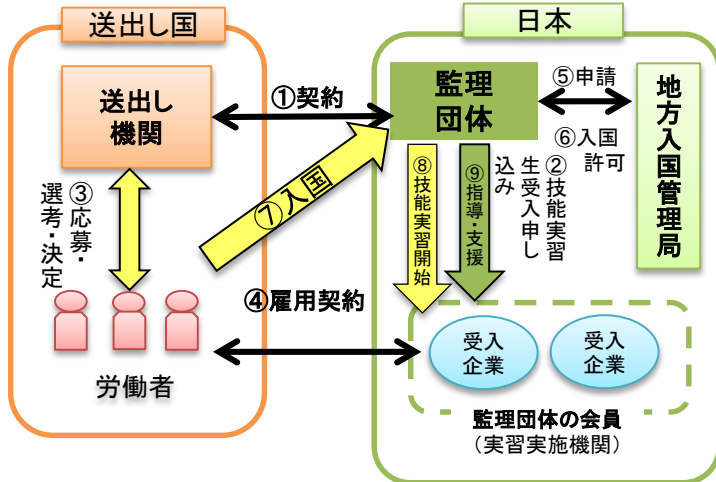 送出し国
日本
送出し
機関
①契約
監理
団体
⑤申請
⑥入国
許可
地方入国管理局
③応募・
選考・決定
⑦入国
⑧技能実習開始
⑨指導・支援
②技能実習
生受入申し
込み
④雇用契約
労働者
受入
企業
受入
企業
監理団体の会員
（実習実施機関）